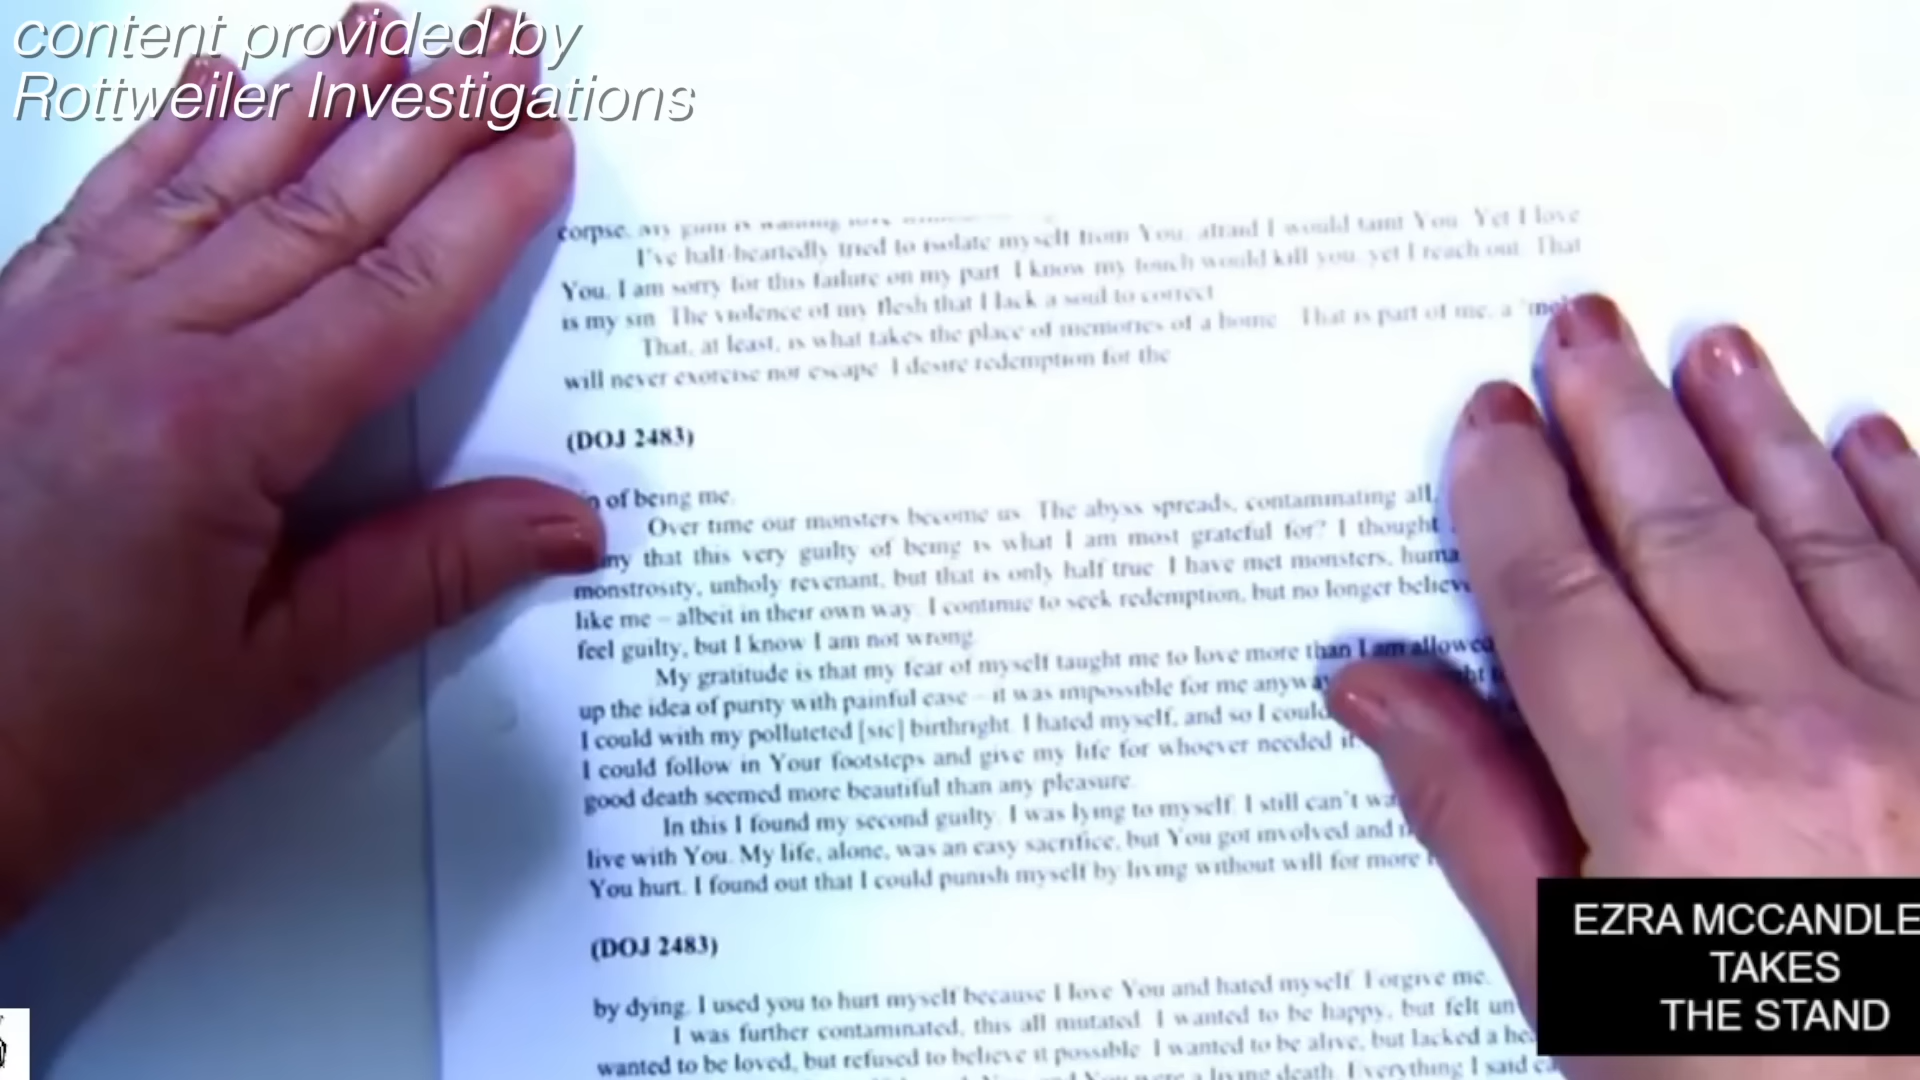 content provided by
Rottweiler Investigations
corpse. My
I've half-heartedly tried to isolate myself from You, afraid I would taint You. Yet I love
You. I am sorry for this failure on my part. I know my touch would kill you, yet I reach out. That
is my sin. The violence of my flesh that I lack a soul to correct.
That, at least, is what takes the place of memories of a home. That is part of me, a
will never exorcise nor escape. I desire redemption for the
(DOJ 2483)
of being me.
Over time our monsters become us. The abyss spreads, contaminating all.
that this very guilty of being is what I am most grateful for? I thought
monstrosity, unholy revenant, but that is only half true. I have met monsters,
like me – albeit in their own way. I continue to seek redemption, but no longer
feel guilty, but I know I am not wrong.
My gratitude is that my fear of myself taught me to love more than I am allowed
up the idea of purity with painful ease – it was impossible for me
I could with my polluteted [sic] birthright. I hated myself, and so I could
I could follow in Your footsteps and give my life for whoever needed it.
good death seemed more beautiful than any pleasure.
In this I found my second guilty. I was lying to myself. I still can't
live with You. My life, alone, was an easy sacrifice, but You got involved and
You hurt. I found out that I could punish myself by living without will for more
(DOJ 2483)
by dying. I used you to hurt myself because I love You and hated myself. Forgive me.
I was further contaminated, this all mutated. I wanted to be happy, but felt
wanted to be loved, but refused to believe it possible. I wanted to be alive, but lacked a
a living death. Everything I said
EZRA MCCANDLE
TAKES
THE STAND